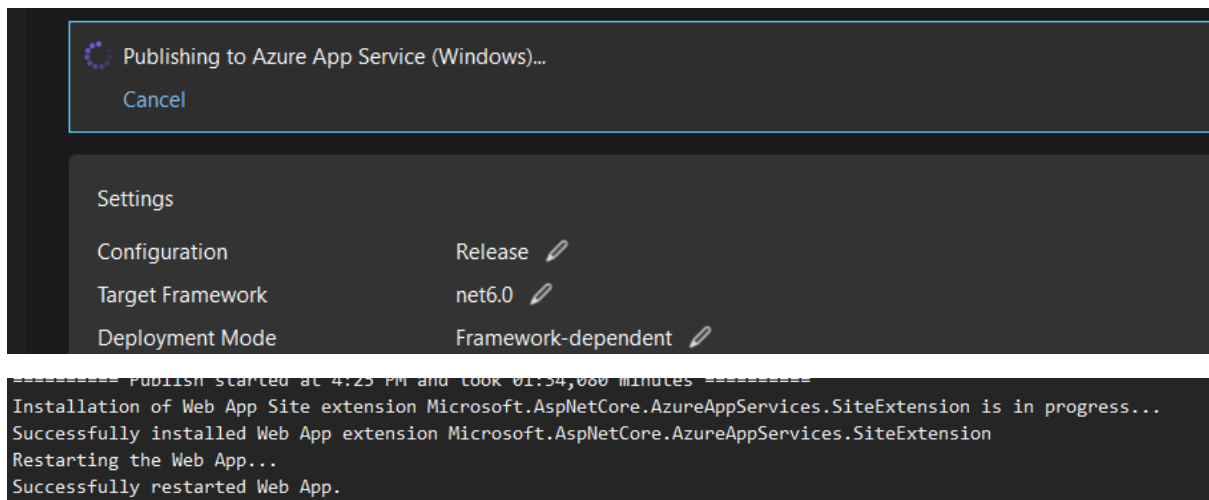 Publishing to Azure App Service (Windows)...
Cancel
Settings
Configuration Release
Target Framework net6.0
Deployment Mode Framework-dependent
========== Publish started at 4:25 PM and took 01:34,080 minutes ==========
Installation of Web App Site extension Microsoft.AspNetCore.AzureAppServices.SiteExtension is in progress...
Successfully installed Web App extension Microsoft.AspNetCore.AzureAppServices.SiteExtension
Restarting the Web App...
Successfully restarted Web App.